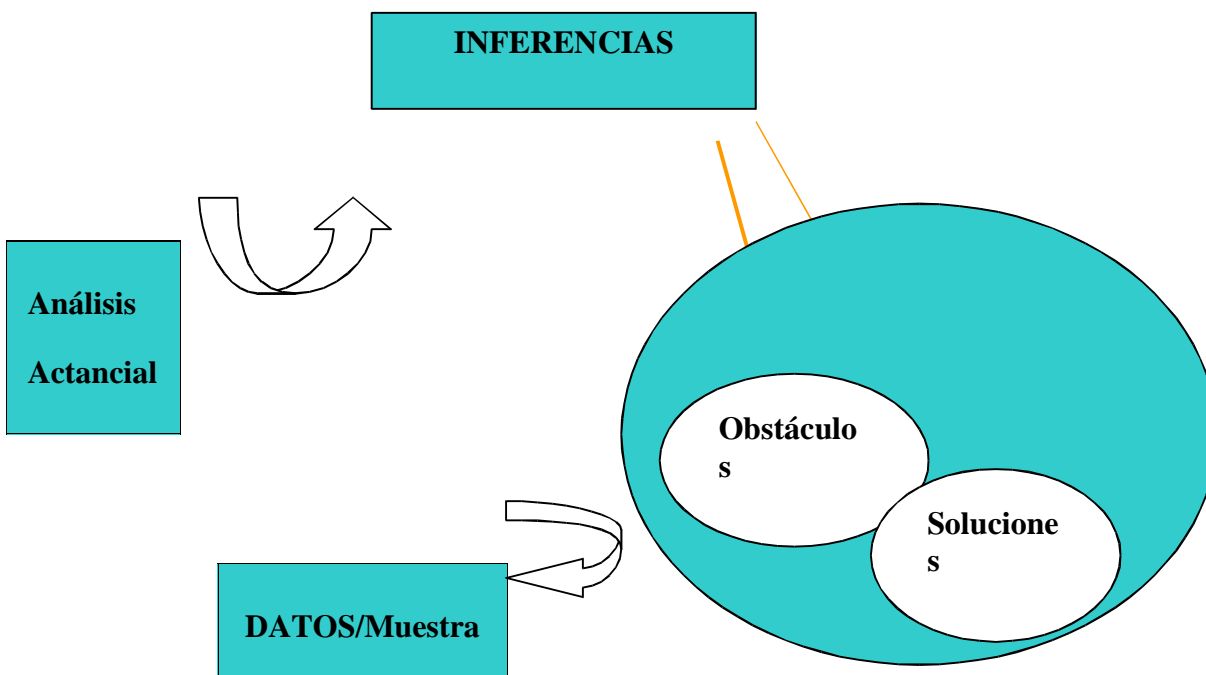 INFERENCIAS
Análisis
Actancial
Obstáculo
s
Solucione
s
DATOS/Muestra